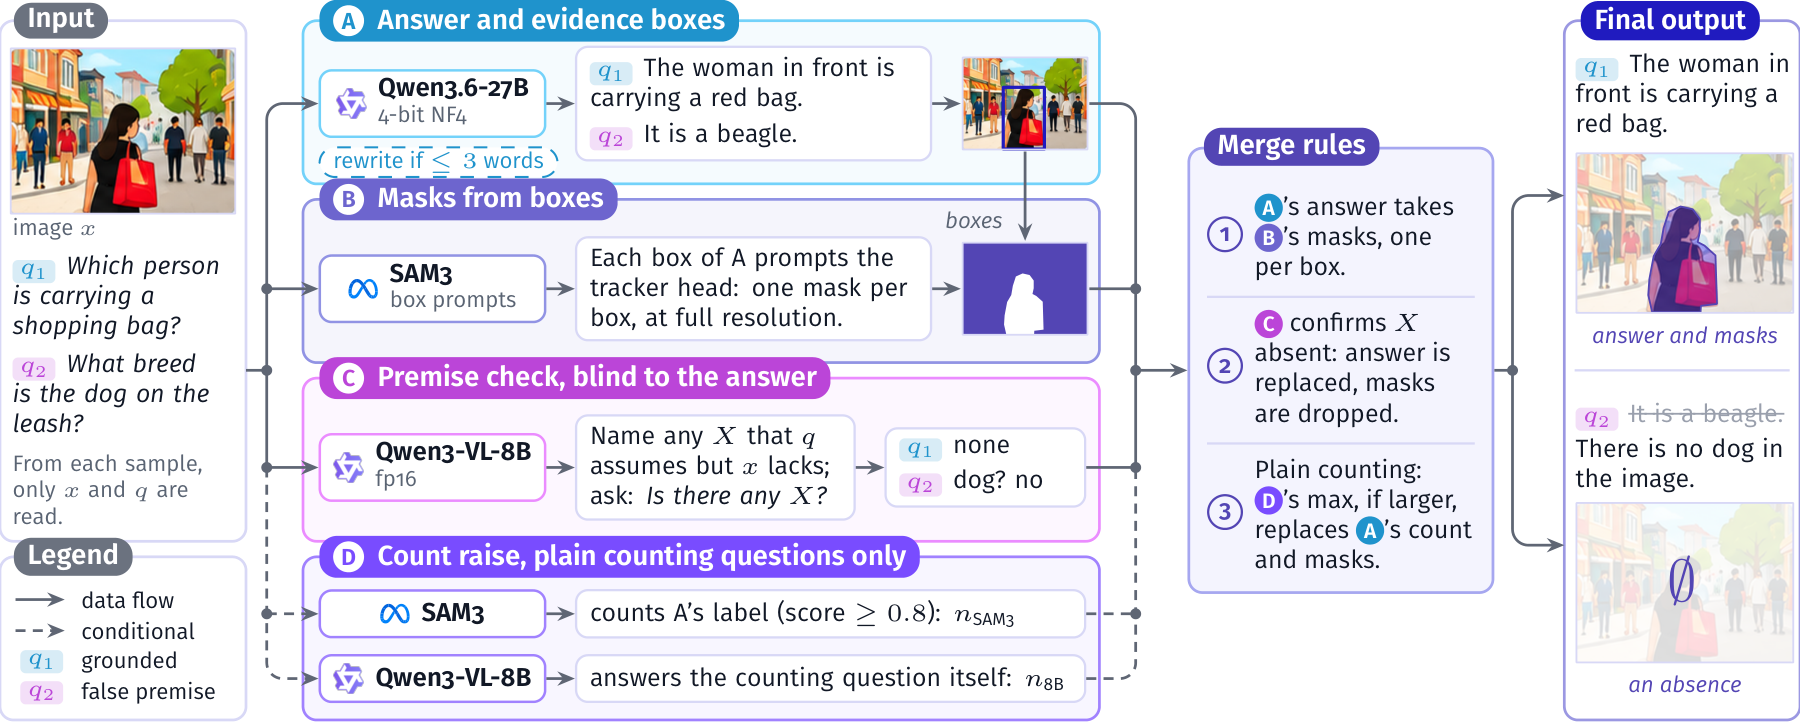 Input
image x
q1 Which person
is carrying a
shopping bag?
q2 What breed
is the dog on the
leash?
From each sample,
only x and q are
read.
Legend
data flow
conditional
q1 grounded
q2 false premise
A Answer and evidence boxes
Qwen3.6-27B
4-bit NF4
rewrite if ≤ 3 words
q1 The woman in front is
carrying a red bag.
q2 It is a beagle.
boxes
B Masks from boxes
SAM3
box prompts
Each box of A prompts the
tracker head: one mask per
box, at full resolution.
C Premise check, blind to the answer
Qwen3-VL-8B
fp16
Name any X that q
assumes but x lacks;
ask: Is there any X?
q1 none
q2 dog? no
D Count raise, plain counting questions only
SAM3
counts A’s label (score ≥ 0.8): nSAM3
Qwen3-VL-8B
answers the counting question itself: n8B
Merge rules
1
A’s answer takes
B’s masks, one
per box.
2
C confirms X
absent: answer is
replaced, masks
are dropped.
3
Plain counting:
D’s max, if larger,
replaces A’s count
and masks.
Final output
q1 The woman in
front is carrying a
red bag.
answer and masks
q2 It is a beagle.
There is no dog in
the image.
∅
an absence